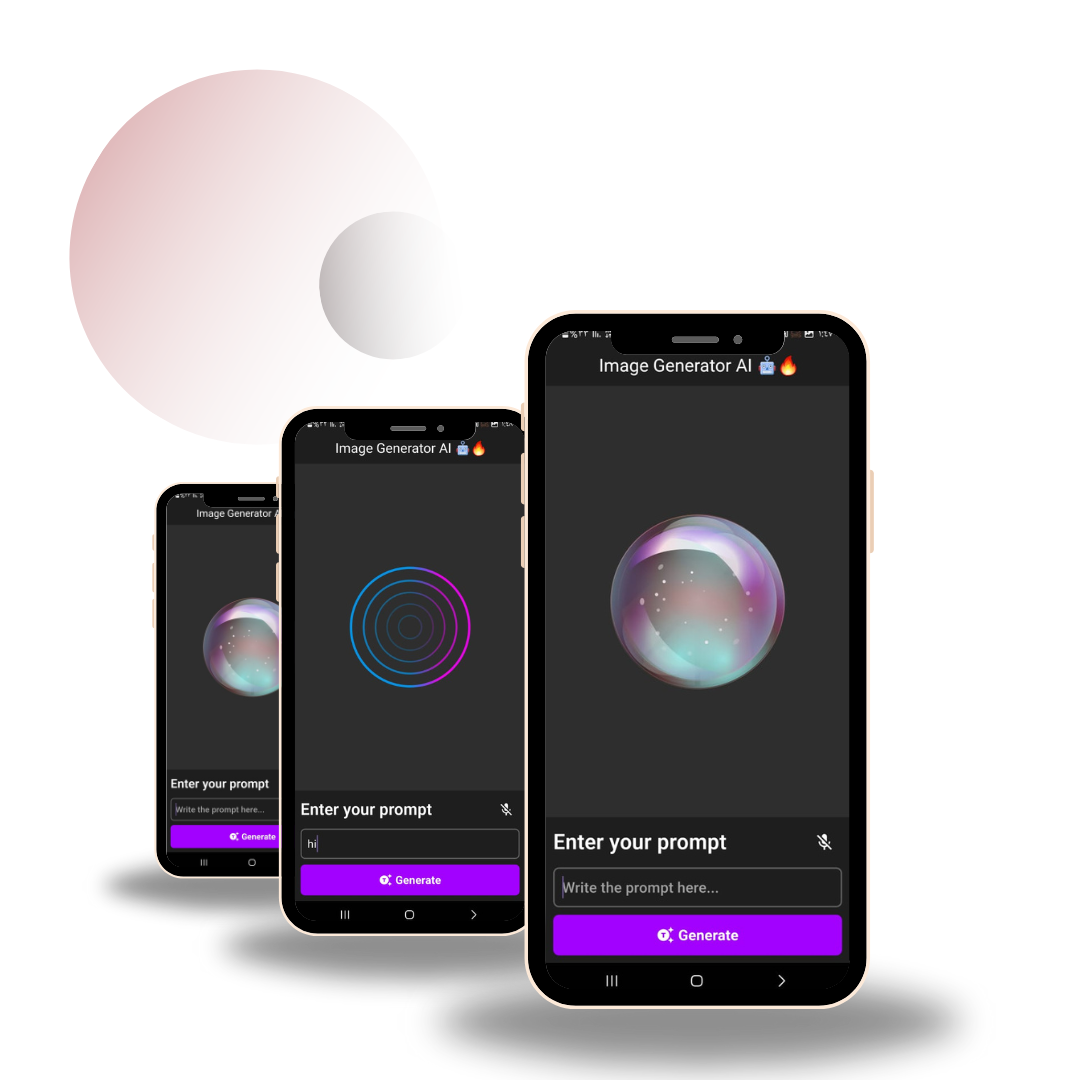 Image Generator AI 🤖🔥
Enter your prompt
Write the prompt here...
Generate
Image Generator AI 🤖🔥
Enter your prompt
hi
Generate
Image Generator
Enter your prompt
Write the prompt here...
Generate